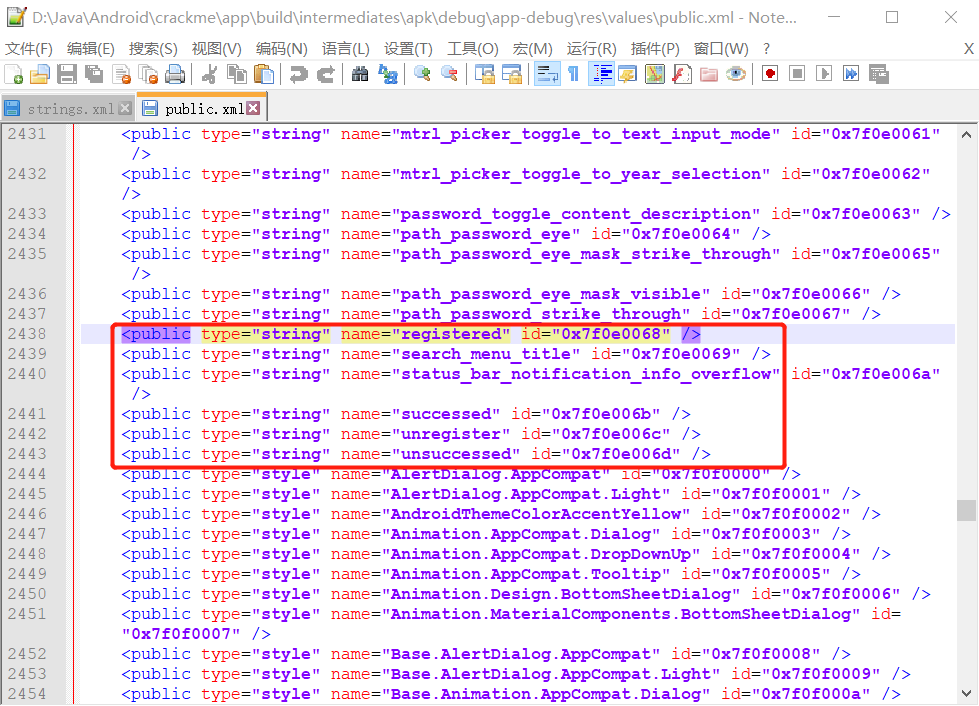 D:\Java\Android\crackme\app\build\intermediates\apk\debug\app-debug\res\values\public.xml - Note...
文件(F) 编辑(E) 搜索(S) 视图(V) 编码(N) 语言(L) 设置(T) 工具(O) 宏(M) 运行(R) 插件(P) 窗口(W) ? X
strings.xml public.xml
2431 <public type="string" name="mtrl_picker_toggle_to_text_input_mode" id="0x7f0e0061"
/>
2432 <public type="string" name="mtrl_picker_toggle_to_year_selection" id="0x7f0e0062"
/>
2433 <public type="string" name="password_toggle_content_description" id="0x7f0e0063" />
2434 <public type="string" name="path_password_eye" id="0x7f0e0064" />
2435 <public type="string" name="path_password_eye_mask_strike_through" id="0x7f0e0065"
/>
2436 <public type="string" name="path_password_eye_mask_visible" id="0x7f0e0066" />
2437 <public type="string" name="path_password_strike_through" id="0x7f0e0067" />
2438 <public type="string" name="registered" id="0x7f0e0068" />
2439 <public type="string" name="search_menu_title" id="0x7f0e0069" />
2440 <public type="string" name="status_bar_notification_info_overflow" id="0x7f0e006a"
/>
2441 <public type="string" name="successed" id="0x7f0e006b" />
2442 <public type="string" name="unregister" id="0x7f0e006c" />
2443 <public type="string" name="unsuccessed" id="0x7f0e006d" />
2444 <public type="style" name="AlertDialog.AppCompat" id="0x7f0f0000" />
2445 <public type="style" name="AlertDialog.AppCompat.Light" id="0x7f0f0001" />
2446 <public type="style" name="AndroidThemeColorAccentYellow" id="0x7f0f0002" />
2447 <public type="style" name="Animation.AppCompat.Dialog" id="0x7f0f0003" />
2448 <public type="style" name="Animation.AppCompat.DropDownUp" id="0x7f0f0004" />
2449 <public type="style" name="Animation.AppCompat.Tooltip" id="0x7f0f0005" />
2450 <public type="style" name="Animation.Design.BottomSheetDialog" id="0x7f0f0006" />
2451 <public type="style" name="Animation.MaterialComponents.BottomSheetDialog" id=
"0x7f0f0007" />
2452 <public type="style" name="Base.AlertDialog.AppCompat" id="0x7f0f0008" />
2453 <public type="style" name="Base.AlertDialog.AppCompat.Light" id="0x7f0f0009" />
2454 <public type="style" name="Base.Animation.AppCompat.Dialog" id="0x7f0f000a" />